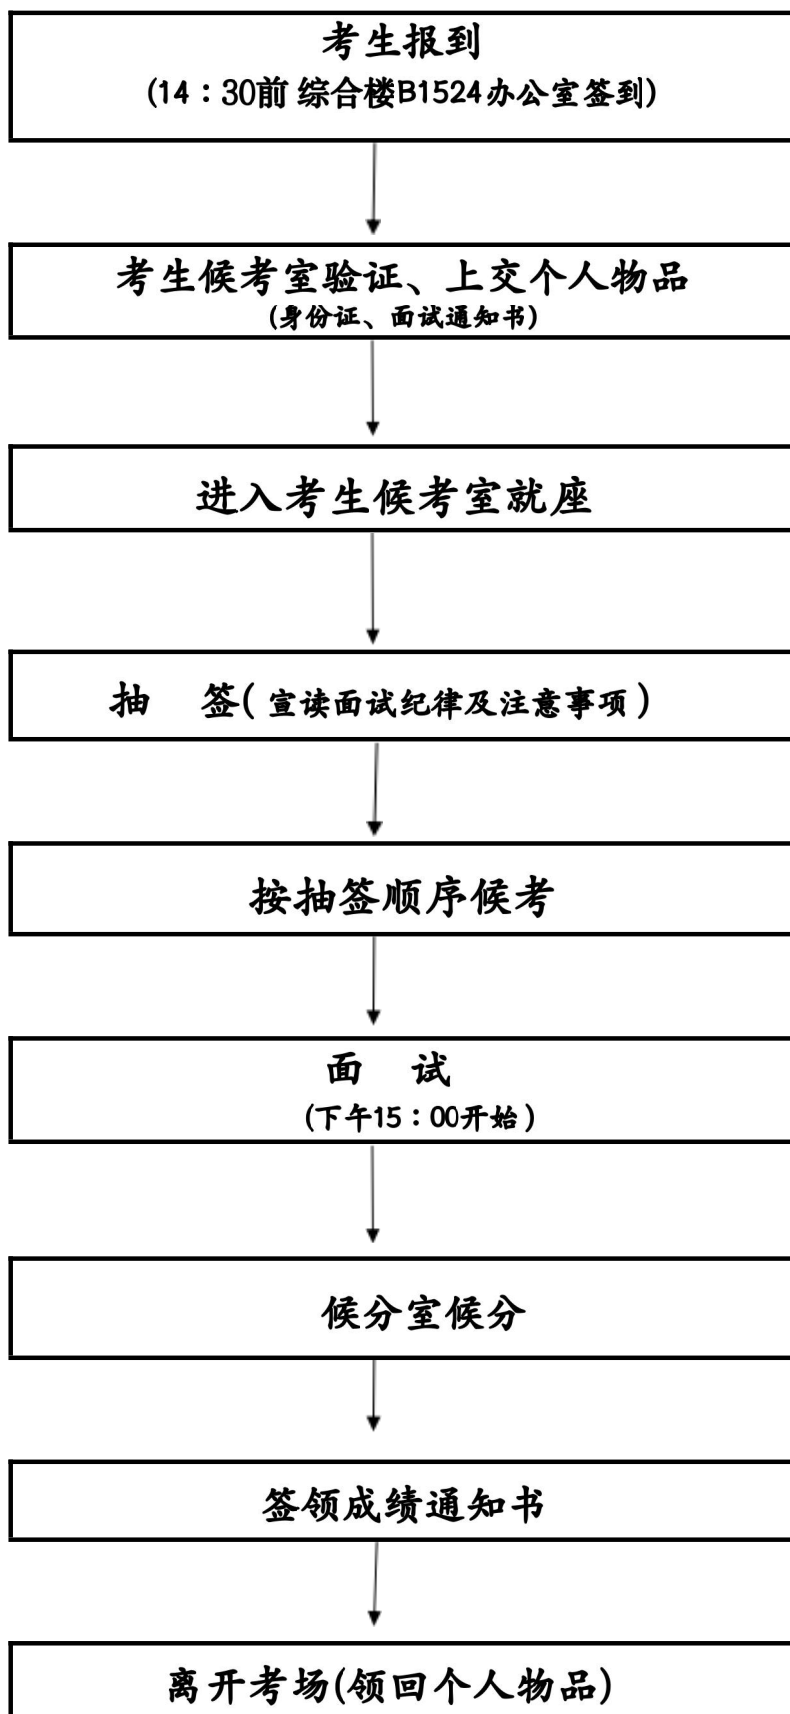 考生报到
(14：30前 综合楼B1524办公室签到)
考生候考室验证、上交个人物品
(身份证、面试通知书)
进入考生候考室就座
抽 签( 宣读面试纪律及注意事项 )
按抽签顺序候考
面 试
(下午15：00开始)
候分室候分
签领成绩通知书
离开考场(领回个人物品)